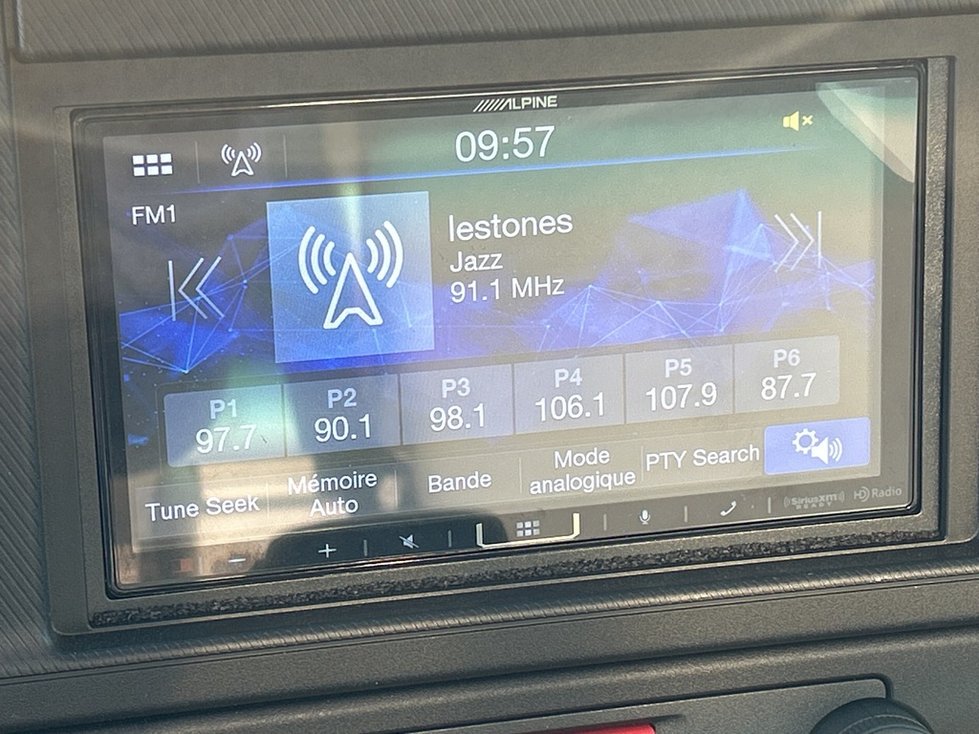 ALPINE
09:57
FM1
lestones
Jazz
91.1 MHz
P1 P2 P3 P4 P5 P6
97.7 90.1 98.1 106.1 107.9 87.7
Tune Seek
Mémoire
Auto
Bande
Mode
analogique
PTY Search
SiriusXM
READY
HD Radio